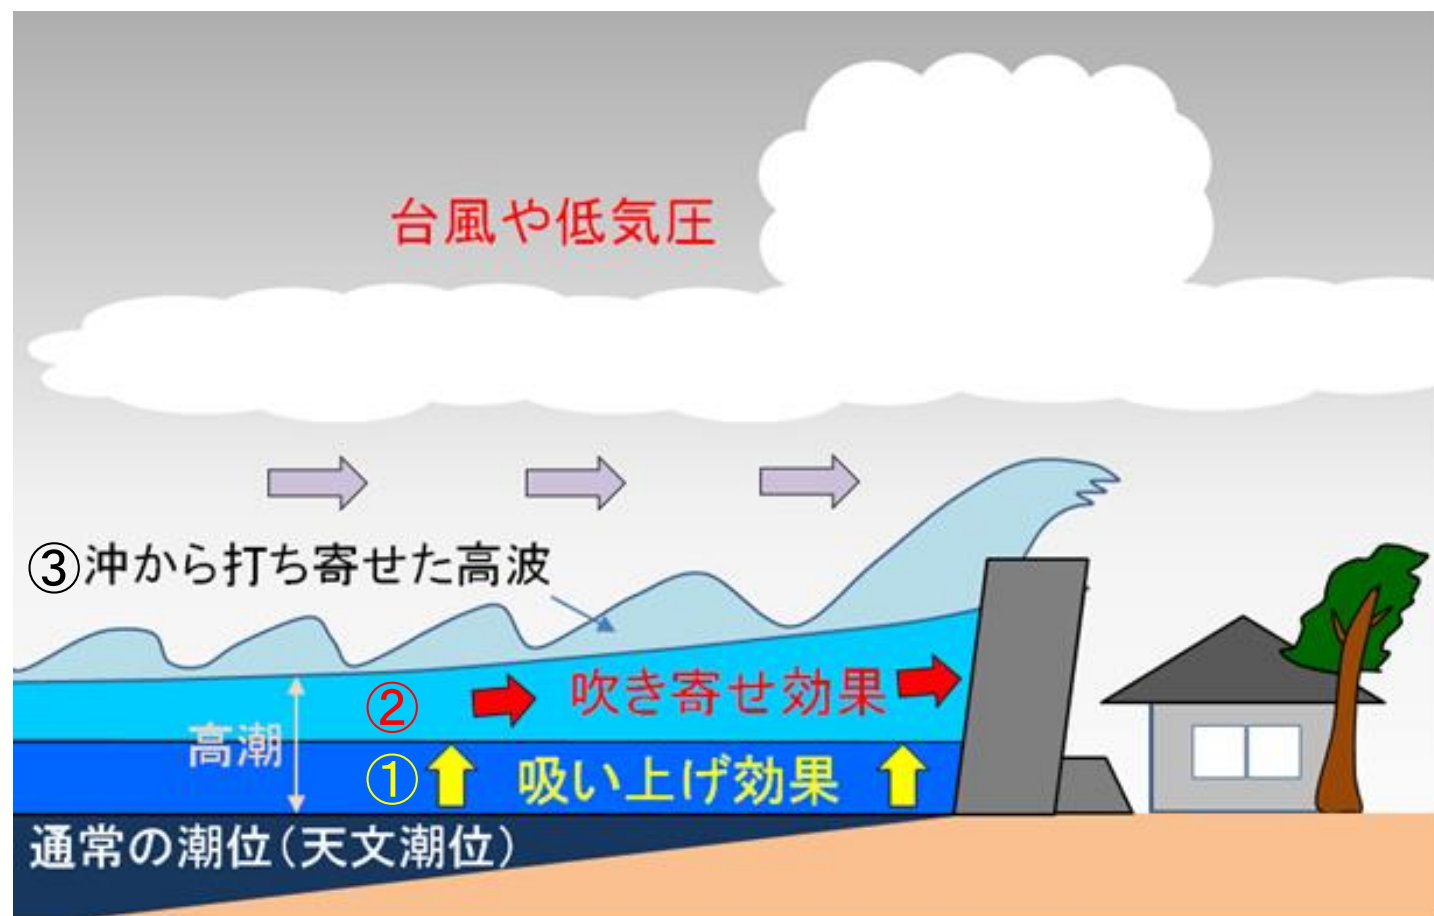 台風や低気圧
③沖から打ち寄せた高波
② 吹き寄せ効果
高潮
① 吸い上げ効果
通常の潮位(天文潮位)